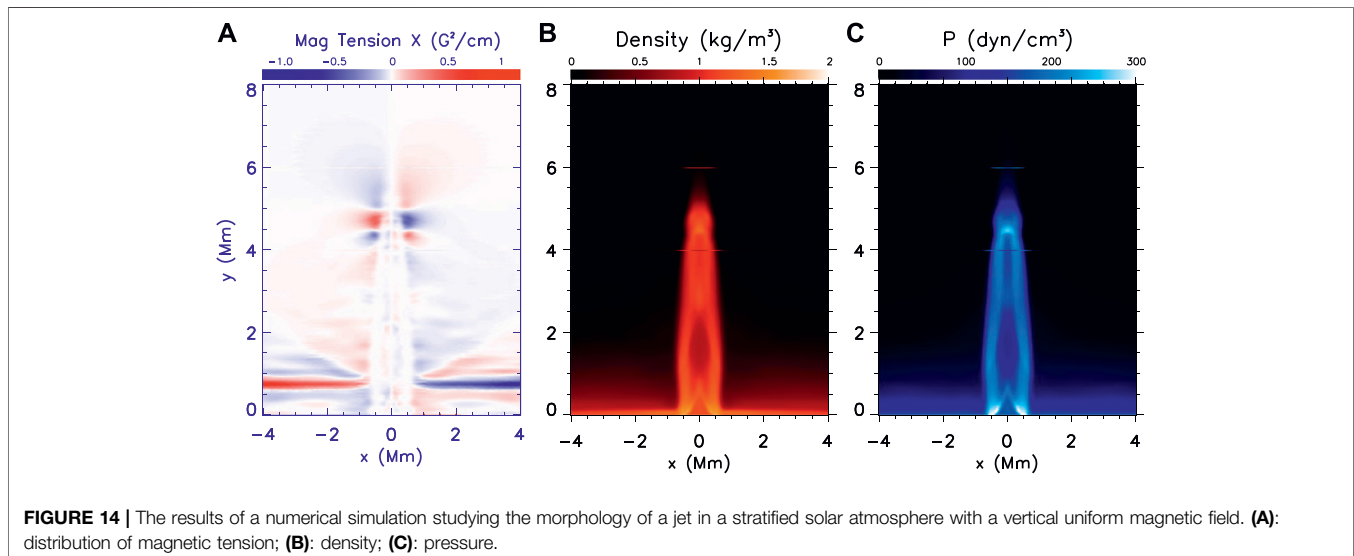 A
Mag Tension X (G²/cm)
-1.0 -0.5 0 0.5 1
8
6
4
2
0
y (Mm)
-4 -2 0 2 4
x (Mm)
B
Density (kg/m³)
0 0.5 1 1.5 2
8
6
4
2
0
-4 -2 0 2 4
x (Mm)
C
P (dyn/cm³)
0 100 200 300
8
6
4
2
0
-4 -2 0 2 4
x (Mm)
FIGURE 14 | The results of a numerical simulation studying the morphology of a jet in a stratified solar atmosphere with a vertical uniform magnetic field. (A):
distribution of magnetic tension; (B): density; (C): pressure.